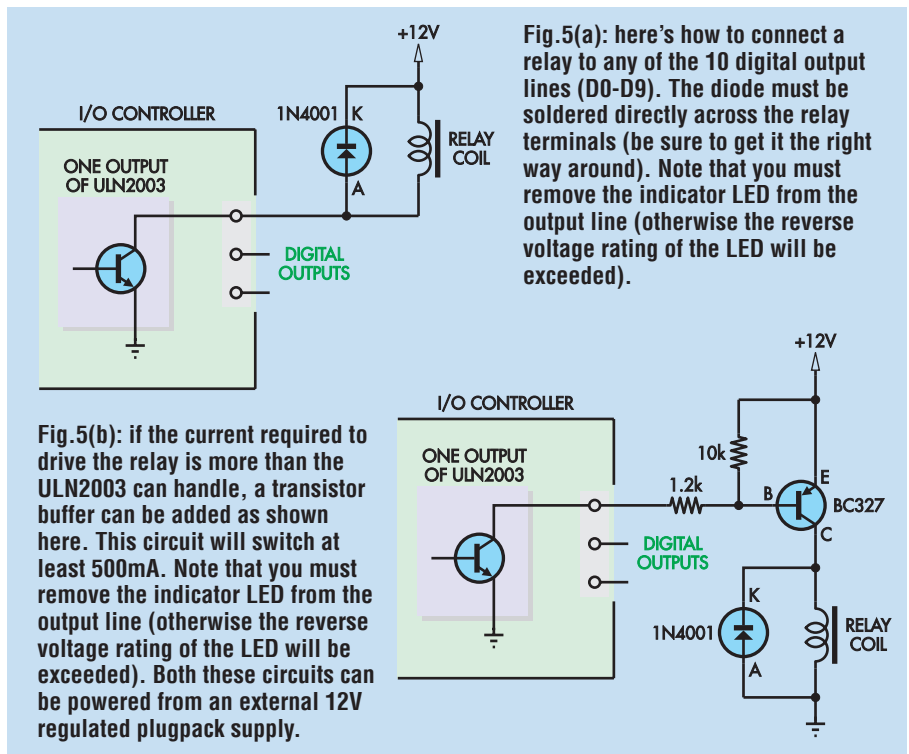 +12V
1N4001
K
A
RELAY
COIL
I/O CONTROLLER
ONE OUTPUT
OF ULN2003
DIGITAL
OUTPUTS
Fig.5(a): here’s how to connect a
relay to any of the 10 digital output
lines (D0-D9). The diode must be
soldered directly across the relay
terminals (be sure to get it the right
way around). Note that you must
remove the indicator LED from the
output line (otherwise the reverse
voltage rating of the LED will be
exceeded).
Fig.5(b): if the current required to
drive the relay is more than the
ULN2003 can handle, a transistor
buffer can be added as shown
here. This circuit will switch at
least 500mA. Note that you must
remove the indicator LED from the
output line (otherwise the reverse
voltage rating of the LED will be
exceeded). Both these circuits can
be powered from an external 12V
regulated plugpack supply.
+12V
I/O CONTROLLER
ONE OUTPUT
OF ULN2003
DIGITAL
OUTPUTS
10k
1.2k
B
E
C
BC327
K
1N4001
A
RELAY
COIL